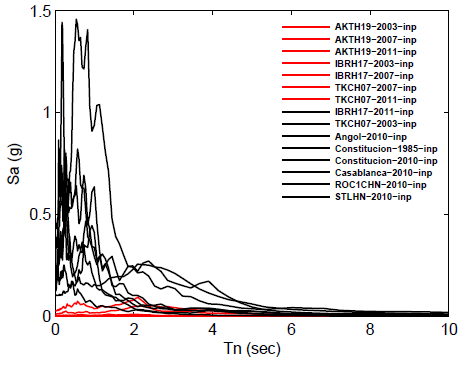 1.5
1
0.5
0
Sa (g)
AKTH19-2003-inp
AKTH19-2007-inp
AKTH19-2011-inp
IBRH17-2003-inp
IBRH17-2007-inp
TKCH07-2007-inp
TKCH07-2011-inp
IBRH17-2011-inp
TKCH07-2003-inp
Angol-2010-inp
Constitucion-1985-inp
Constitucion-2010-inp
Casablanca-2010-inp
ROC1CHN-2010-inp
STLHN-2010-inp
0 2 4 6 8 10
Tn (sec)